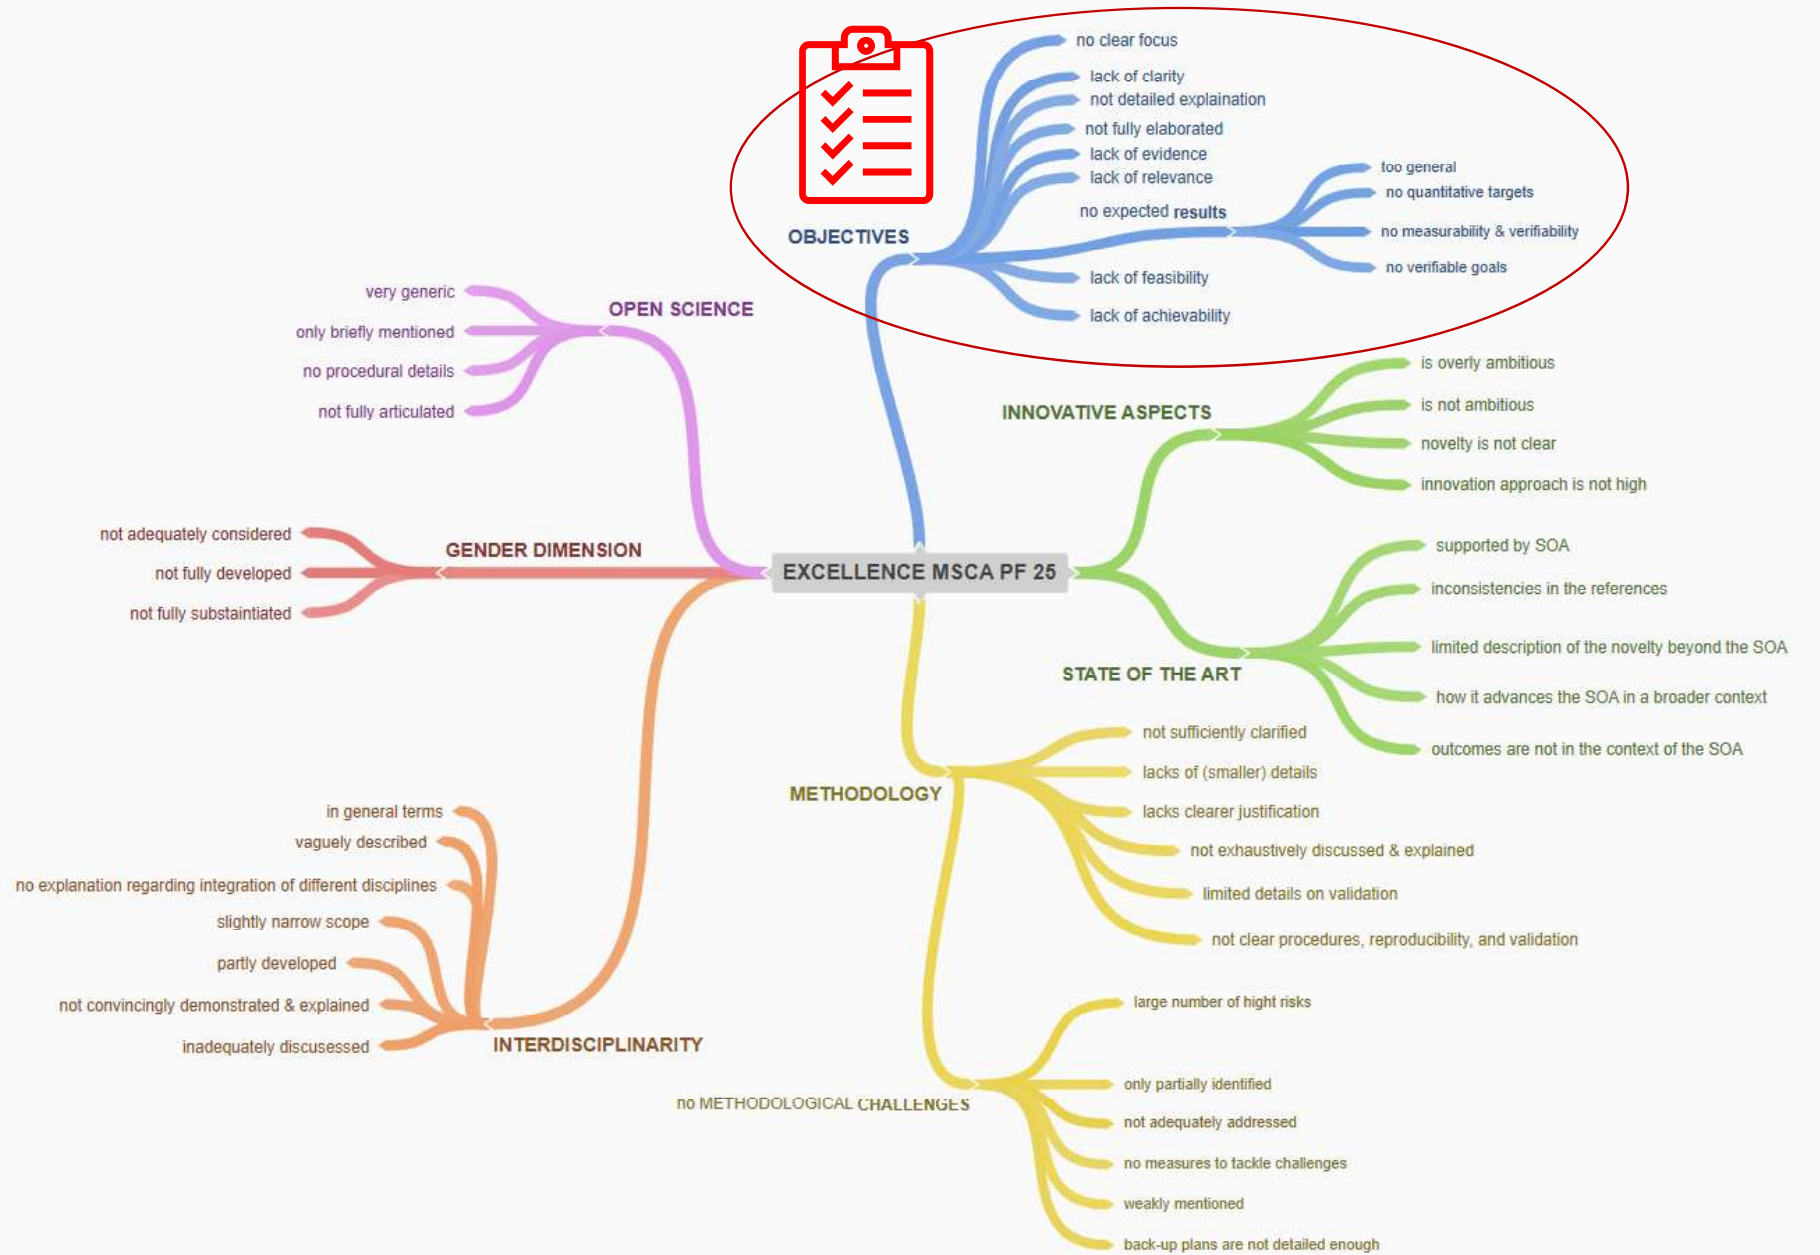 EXCELLENCE MSCA PF 25
OBJECTIVES
no clear focus
lack of clarity
not detailed explaination
not fully elaborated
lack of evidence
lack of relevance
no expected results
too general
no quantitative targets
no measurability & verifiability
no verifiable goals
lack of feasibility
lack of achievability
INNOVATIVE ASPECTS
is overly ambitious
is not ambitious
novelty is not clear
innovation approach is not high
STATE OF THE ART
supported by SOA
inconsistencies in the references
limited description of the novelty beyond the SOA
how it advances the SOA in a broader context
outcomes are not in the context of the SOA
METHODOLOGY
not sufficiently clarified
lacks of (smaller) details
lacks clearer justification
not exhaustively discussed & explained
limited details on validation
not clear procedures, reproducibility, and validation
no METHODOLOGICAL CHALLENGES
large number of hight risks
only partially identified
not adequately addressed
no measures to tackle challenges
weakly mentioned
back-up plans are not detailed enough
OPEN SCIENCE
very generic
only briefly mentioned
no procedural details
not fully articulated
GENDER DIMENSION
not adequately considered
not fully developed
not fully substaintiated
INTERDISCIPLINARITY
in general terms
vaguely described
no explanation regarding integration of different disciplines
slightly narrow scope
partly developed
not convincingly demonstrated & explained
inadequately discusessed